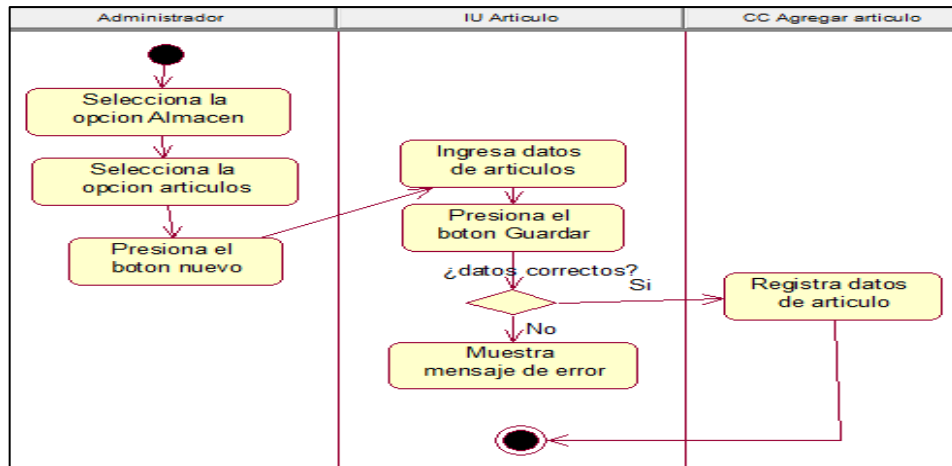 Administrador
IU Articulo
CC Agregar articulo
Selecciona la
opcion Almacen
Selecciona la
opcion articulos
Presiona el
boton nuevo
Ingresa datos
de articulos
Presiona el
boton Guardar
¿datos correctos?
Si
No
Muestra
mensaje de error
Registra datos
de articulo